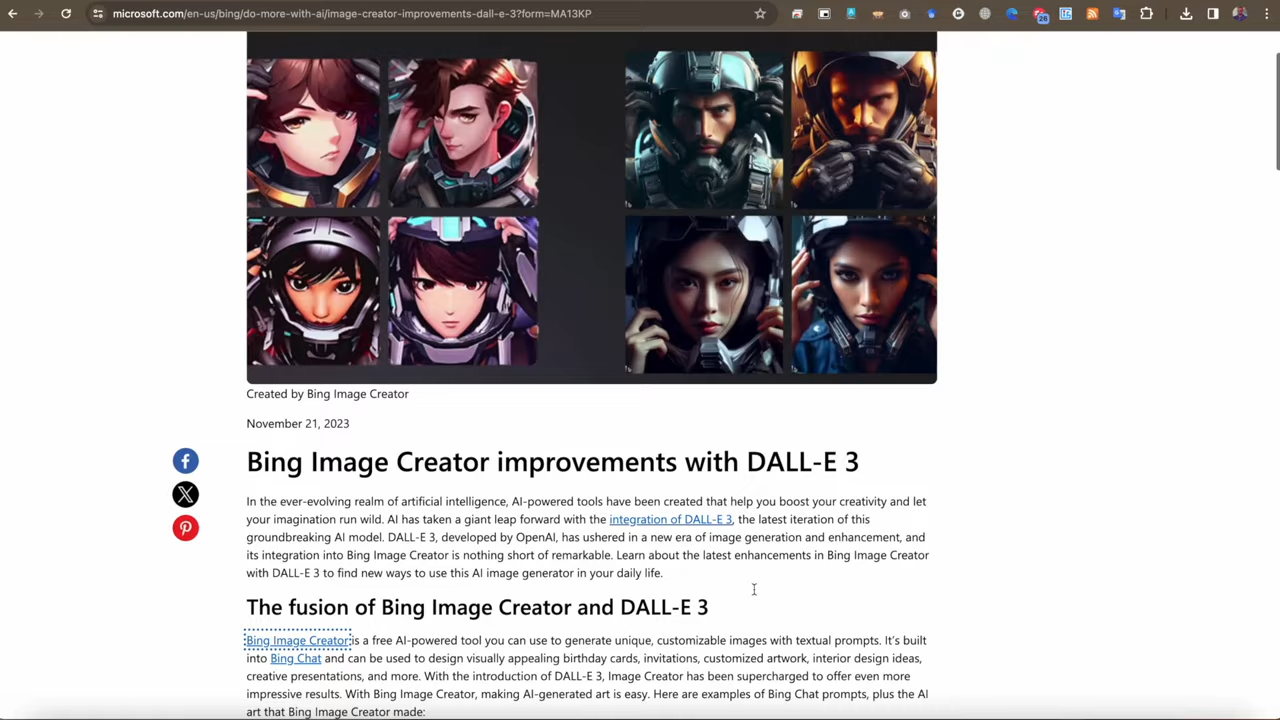 microsoft.com/en-us/bing/do-more-with-ai/image-creator-improvements-dall-e-3?form=MA13KP
26
Created by Bing Image Creator
November 21, 2023
Bing Image Creator improvements with DALL-E 3
In the ever-evolving realm of artificial intelligence, AI-powered tools have been created that help you boost your creativity and let
your imagination run wild. AI has taken a giant leap forward with the integration of DALL-E 3, the latest iteration of this
groundbreaking AI model. DALL-E 3, developed by OpenAI, has ushered in a new era of image generation and enhancement, and
its integration into Bing Image Creator is nothing short of remarkable. Learn about the latest enhancements in Bing Image Creator
with DALL-E 3 to find new ways to use this AI image generator in your daily life.
The fusion of Bing Image Creator and DALL-E 3
Bing Image Creator is a free AI-powered tool you can use to generate unique, customizable images with textual prompts. It's built
into Bing Chat and can be used to design visually appealing birthday cards, invitations, customized artwork, interior design ideas,
creative presentations, and more. With the introduction of DALL-E 3, Image Creator has been supercharged to offer even more
impressive results. With Bing Image Creator, making AI-generated art is easy. Here are examples of Bing Chat prompts, plus the AI
art that Bing Image Creator made: